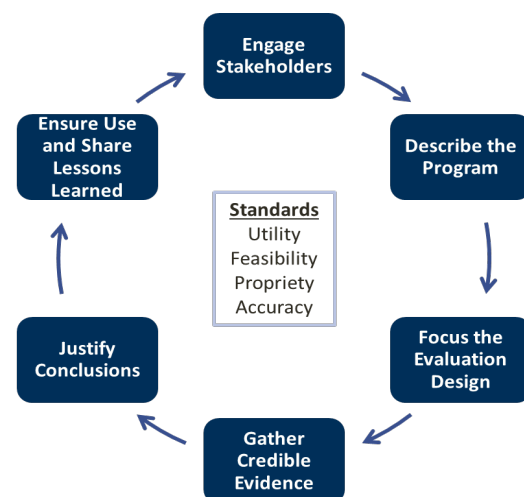 Engage
Stakeholders
Describe the
Program
Focus the
Evaluation
Design
Gather
Credible
Evidence
Justify
Conclusions
Ensure Use
and Share
Lessons
Learned
Standards
Utility
Feasibility
Propriety
Accuracy